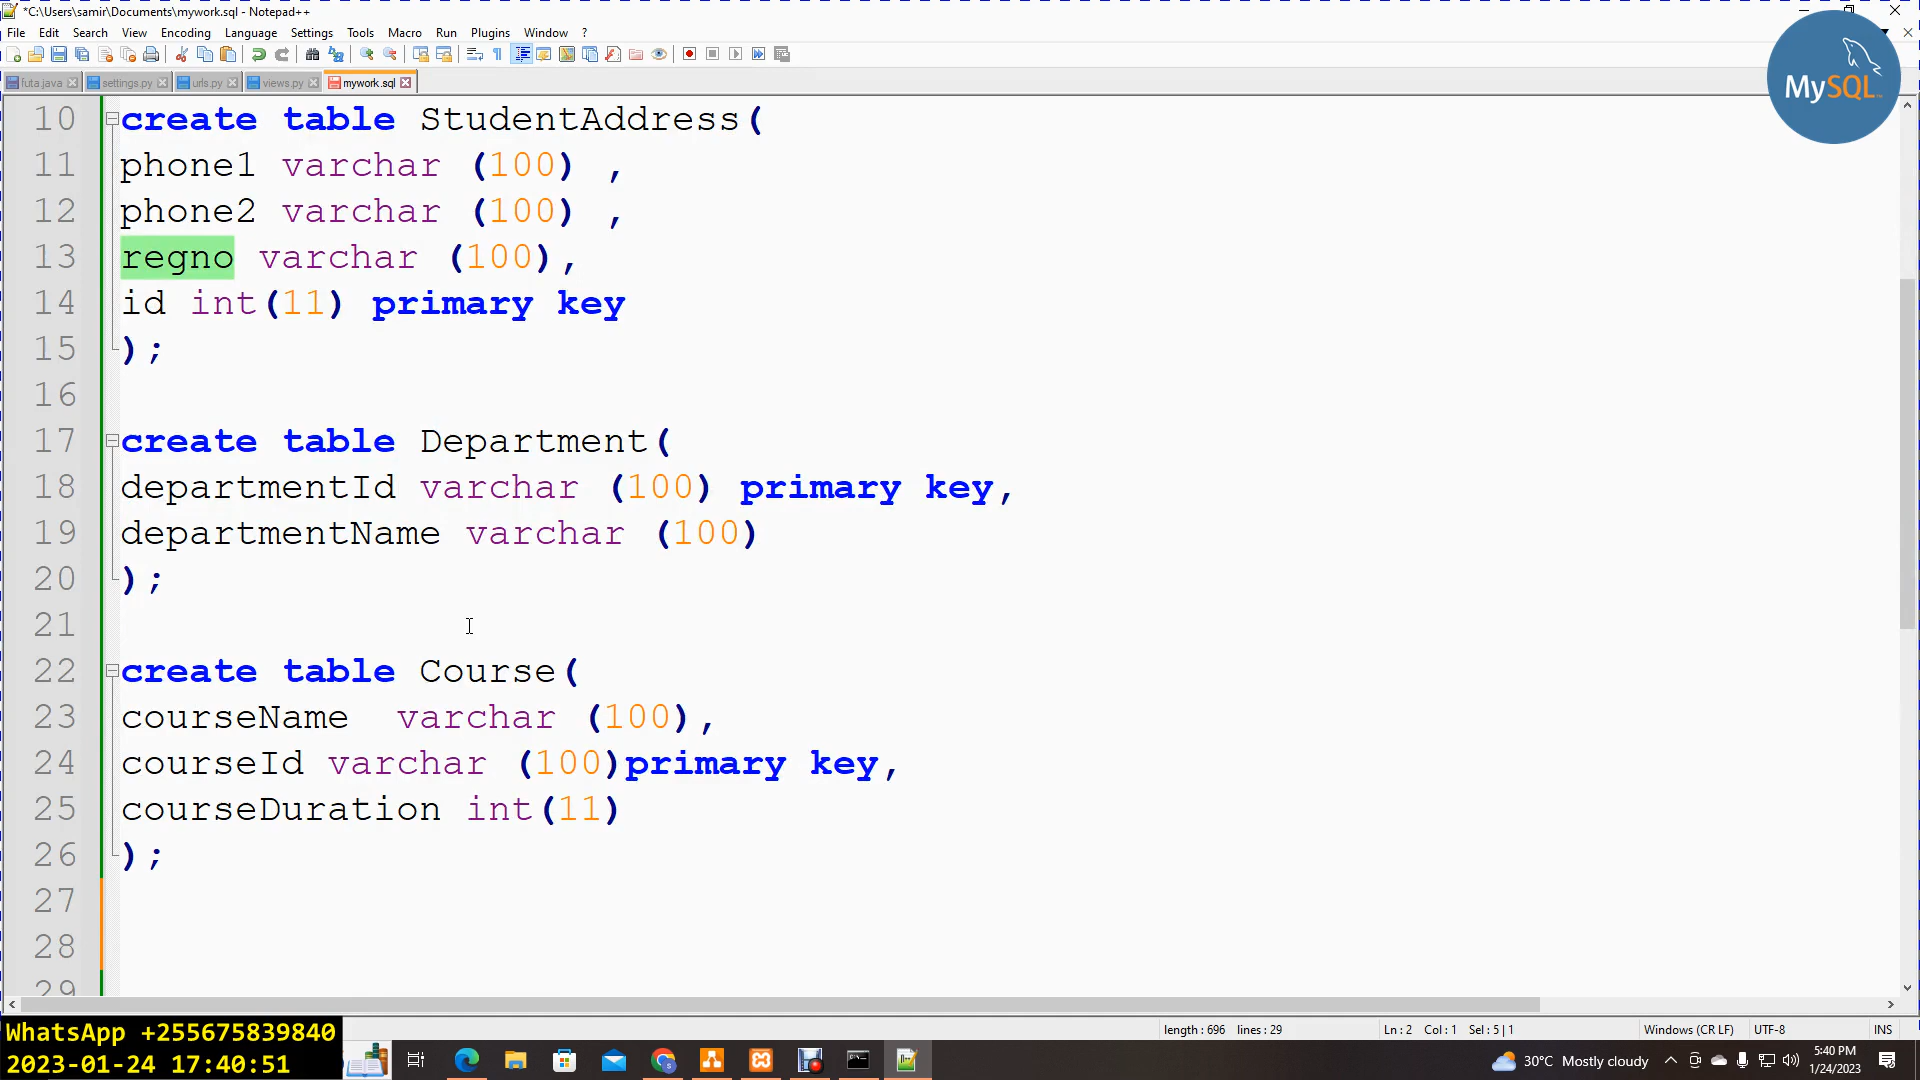 *C:\Users\samir\Documents\mywork.sql - Notepad++
File Edit Search View Encoding Language Settings Tools Macro Run Plugins Window ?
futa.java settings.py urls.py views.py mywork.sql
MySQL
10 create table StudentAddress(
11 phone1 varchar (100) ,
12 phone2 varchar (100) ,
13 regno varchar (100),
14 id int(11) primary key
15 );
16
17 create table Department(
18 departmentId varchar (100) primary key,
19 departmentName varchar (100)
20 );
21
22 create table Course(
23 courseName  varchar (100),
24 courseId varchar (100)primary key,
25 courseDuration int(11)
26 );
27
28
29
length : 696 lines : 29 Ln : 2 Col : 1 Sel : 5 | 1 Windows (CR LF) UTF-8 INS
WhatsApp +255675839840
2023-01-24 17:40:51
30°C Mostly cloudy
5:40 PM
1/24/2023